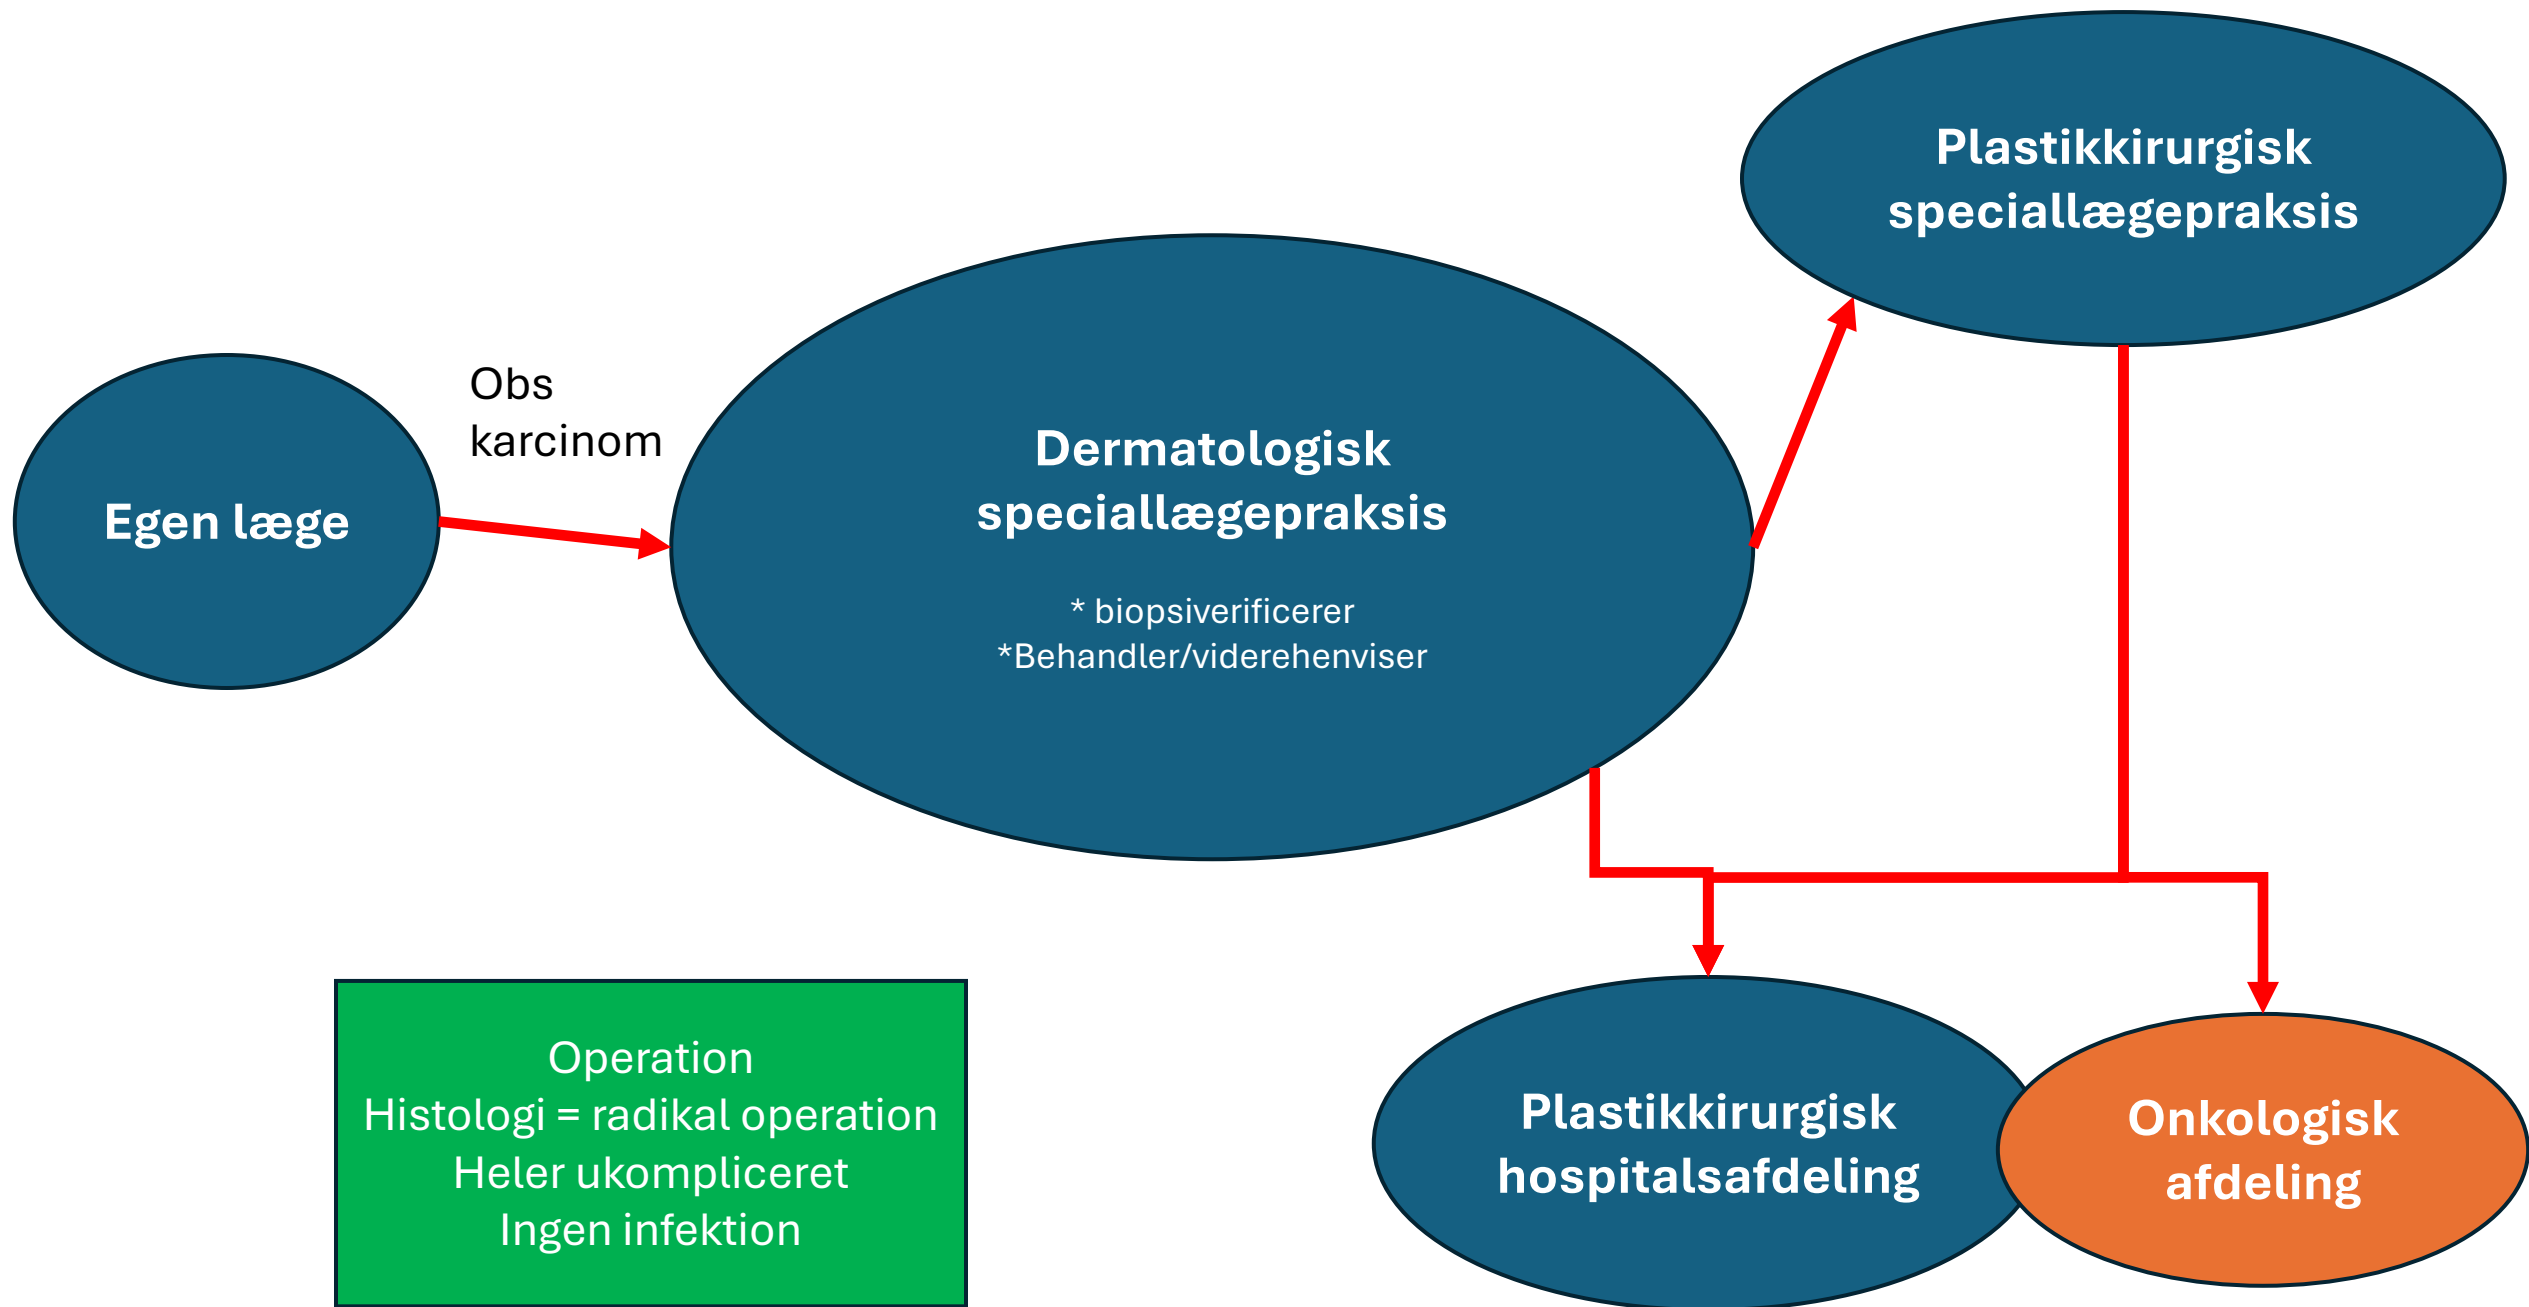 Plastikkirurgisk
speciallægepraksis
Obs
karcinom
Egen læge
Dermatologisk
speciallægepraksis
* biopsiverificerer
*Behandler/viderehenviser
Operation
Histologi = radikal operation
Heler ukompliceret
Ingen infektion
Plastikkirurgisk
hospitalsafdeling
Onkologisk
afdeling